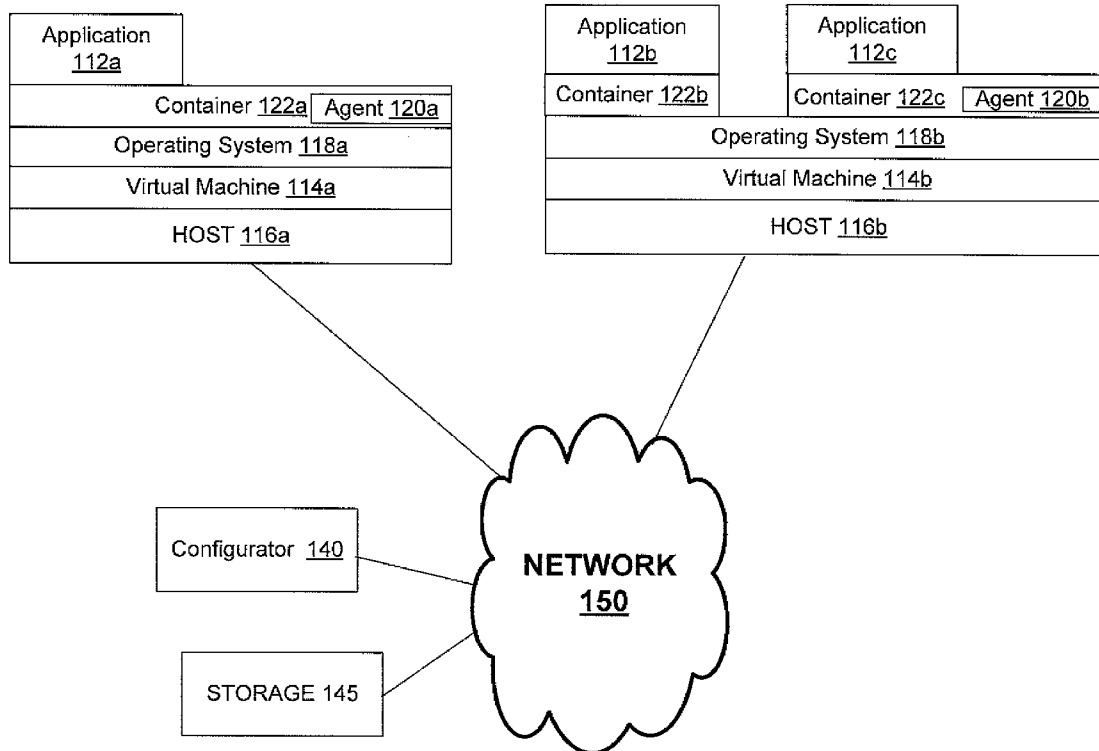 Application
112a
Container 122a
Agent 120a
Operating System 118a
Virtual Machine 114a
HOST 116a
Application
112b
Application
112c
Container 122b
Container 122c
Agent 120b
Operating System 118b
Virtual Machine 114b
HOST 116b
Configurator 140
NETWORK
150
STORAGE 145